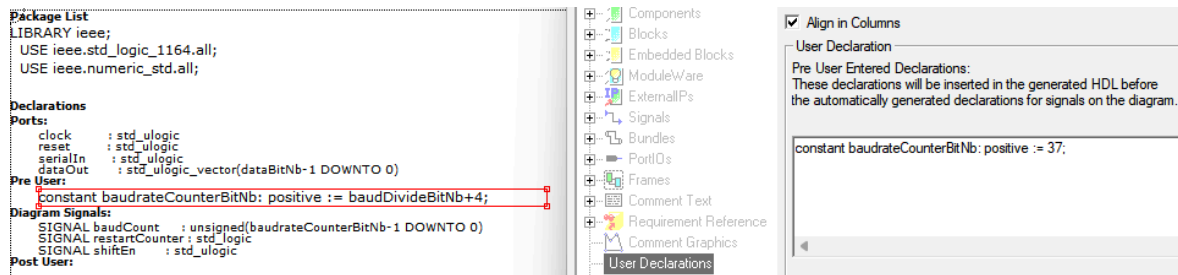 Package List
LIBRARY ieee;
USE ieee.std_logic_1164.all;
USE ieee.numeric_std.all;
Declarations
Ports:
clock : std_ulogic
reset : std_ulogic
serialIn : std_ulogic
dataOut : std_ulogic_vector(dataBitNb-1 DOWNTO 0)
Pre User:
constant baudrateCounterBitNb: positive := baudDivideBitNb+4;
Diagram Signals:
SIGNAL baudCount : unsigned(baudrateCounterBitNb-1 DOWNTO 0)
SIGNAL restartCounter : std_logic
SIGNAL shiftEn : std_ulogic
Post User:
Components
Blocks
Embedded Blocks
ModuleWare
ExternalIPs
Signals
Bundles
PortIOs
Frames
Comment Text
Requirement Reference
Comment Graphics
User Declarations
Align in Columns
User Declaration
Pre User Entered Declarations:
These declarations will be inserted in the generated HDL before
the automatically generated declarations for signals on the diagram.
constant baudrateCounterBitNb: positive := 37;